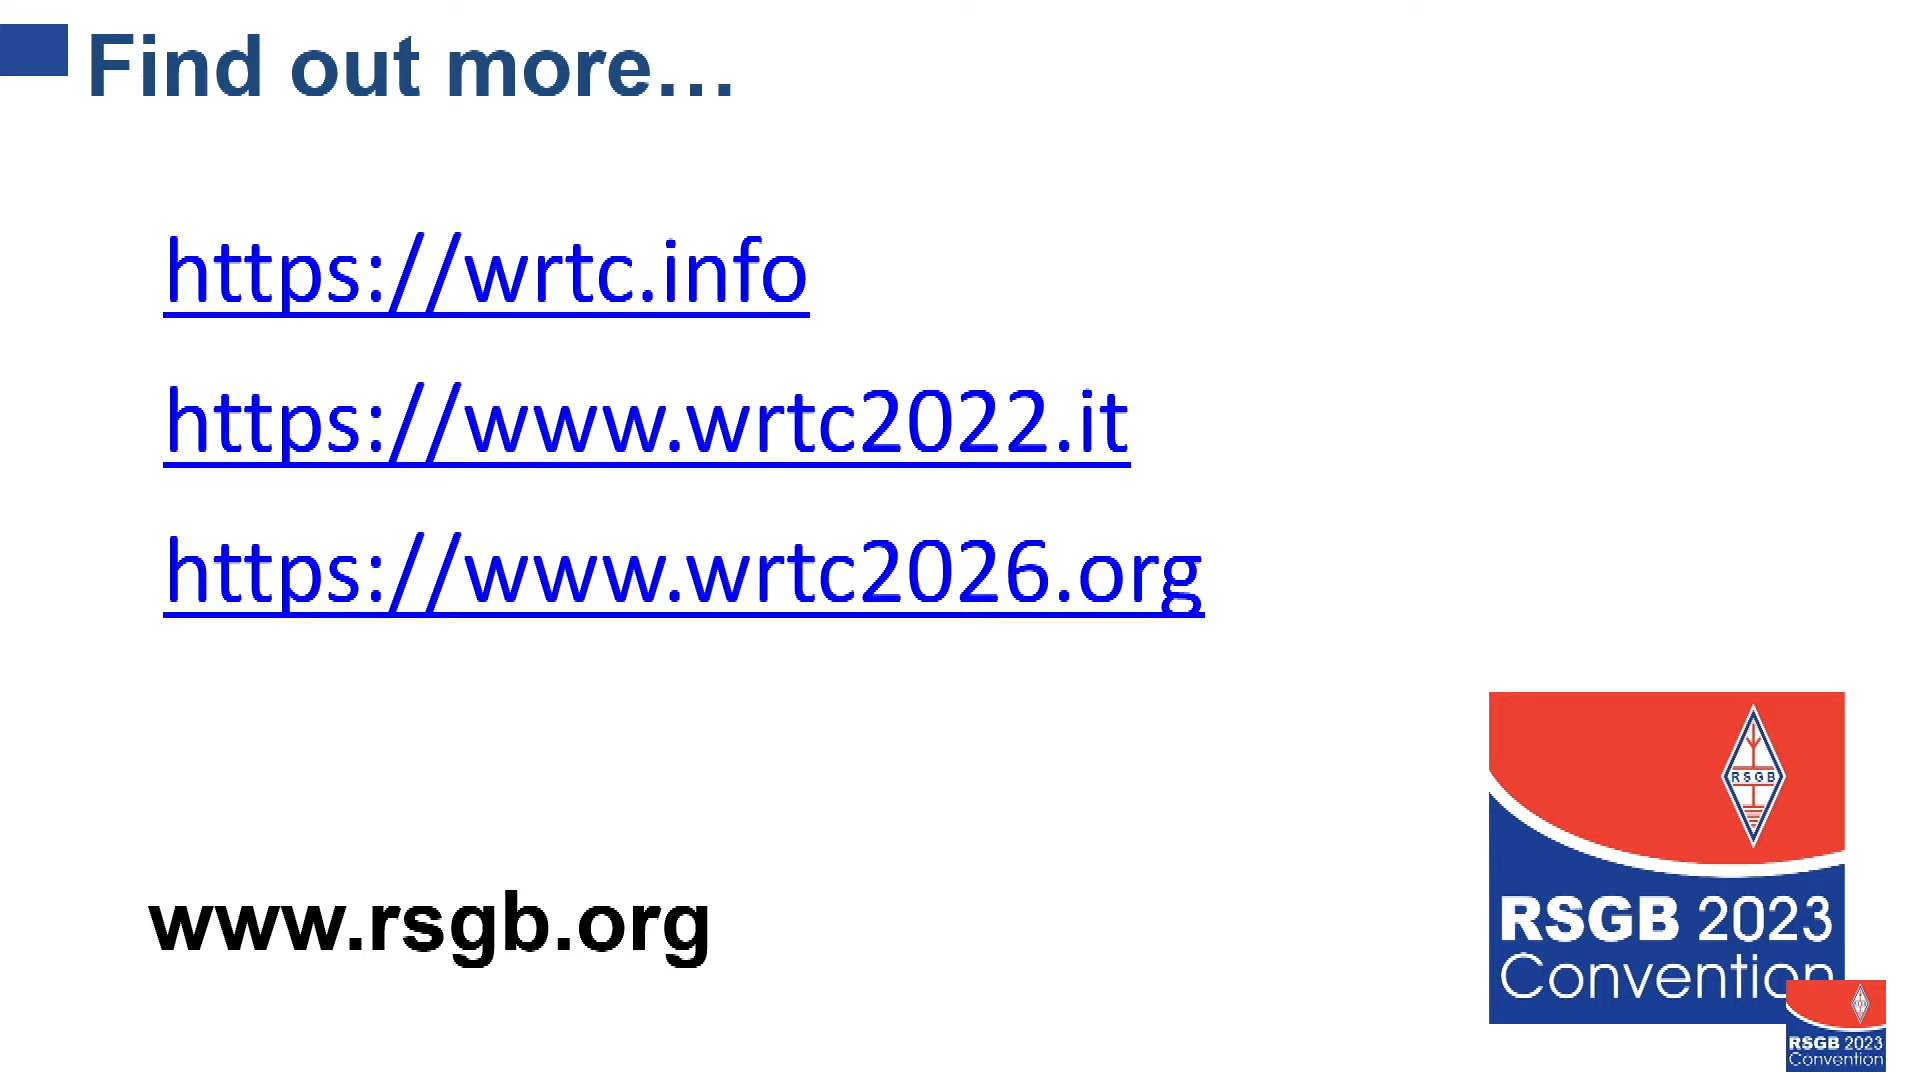 Find out more…
https://wrtc.info
https://www.wrtc2022.it
https://www.wrtc2026.org
www.rsgb.org
RSGB
RSGB 2023
Convention
RSGB 2023
Convention